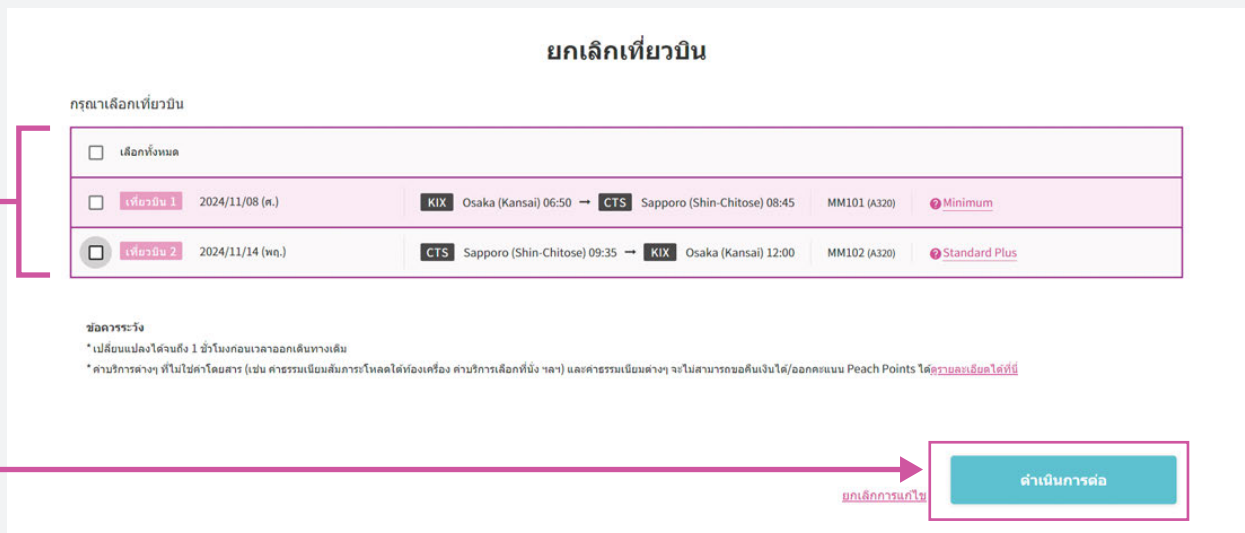 ยกเลิกเที่ยวบิน
กรุณาเลือกเที่ยวบิน
เลือกทั้งหมด
เที่ยวบิน 1 2024/11/08 (ศ.) KIX Osaka (Kansai) 06:50 → CTS Sapporo (Shin-Chitose) 08:45 MM101 (A320) ?Minimum
เที่ยวบิน 2 2024/11/14 (พฤ.) CTS Sapporo (Shin-Chitose) 09:35 → KIX Osaka (Kansai) 12:00 MM102 (A320) ?Standard Plus
ข้อควรระวัง
* เปลี่ยนแปลงได้จนถึง 1 ชั่วโมงก่อนเวลาออกเดินทางเดิม
* ค่าบริการต่างๆ ที่ไม่ใช่ค่าโดยสาร (เช่น ค่าธรรมเนียมสัมภาระโหลดใต้ท้องเครื่อง ค่าบริการเลือกที่นั่ง ฯลฯ) และค่าธรรมเนียมต่างๆ จะไม่สามารถขอคืนเงินได้/ออกคะแนน Peach Points ได้ดูรายละเอียดได้ที่นี่
ดำเนินการต่อ
ยกเลิกการแก้ไข